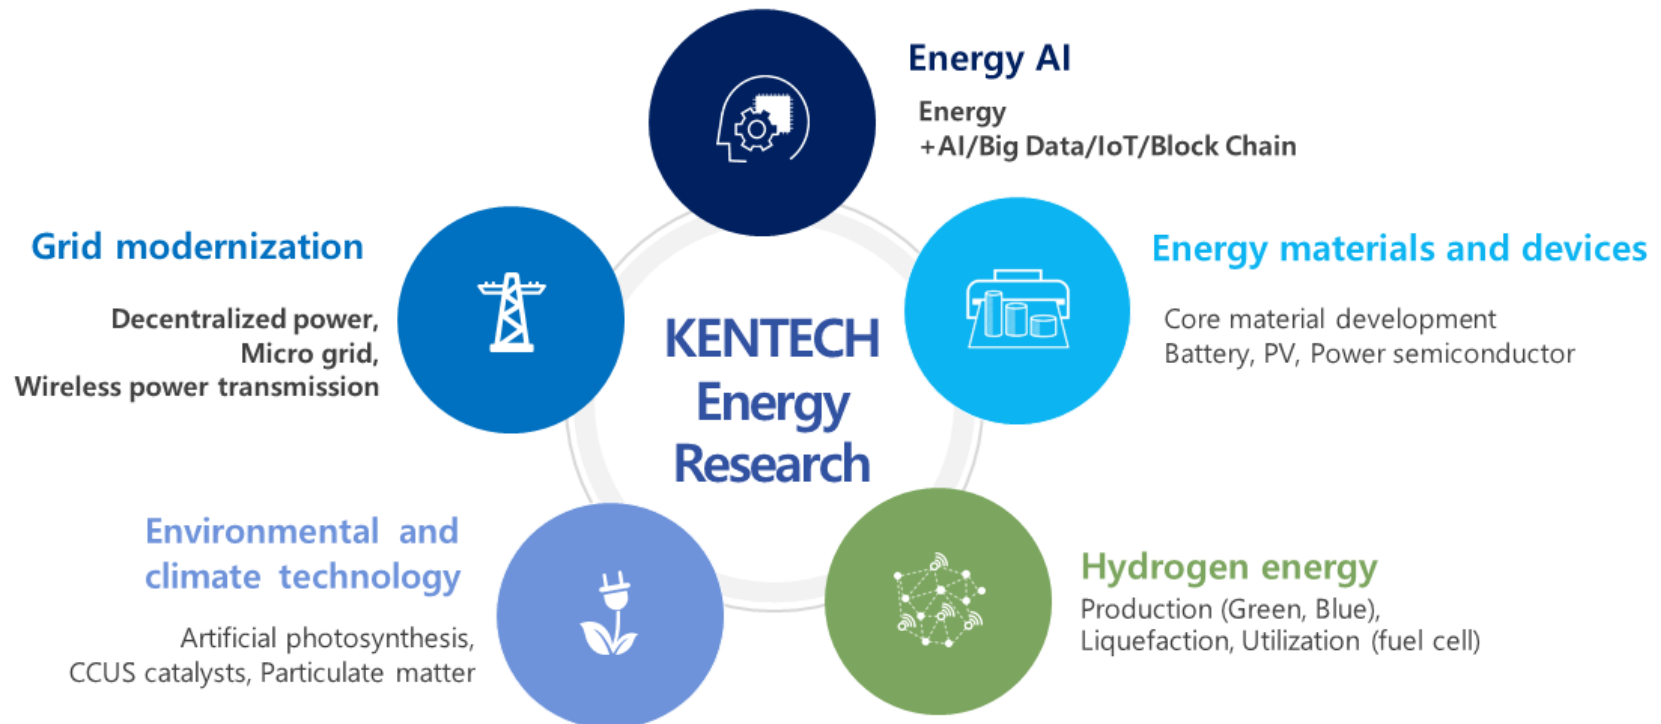 Energy AI
Energy
+AI/Big Data/IoT/Block Chain
Grid modernization
Decentralized power,
Micro grid,
Wireless power transmission
Energy materials and devices
Core material development
Battery, PV, Power semiconductor
KENTECH
Energy
Research
Environmental and
climate technology
Artificial photosynthesis,
CCUS catalysts, Particulate matter
Hydrogen energy
Production (Green, Blue),
Liquefaction, Utilization (fuel cell)